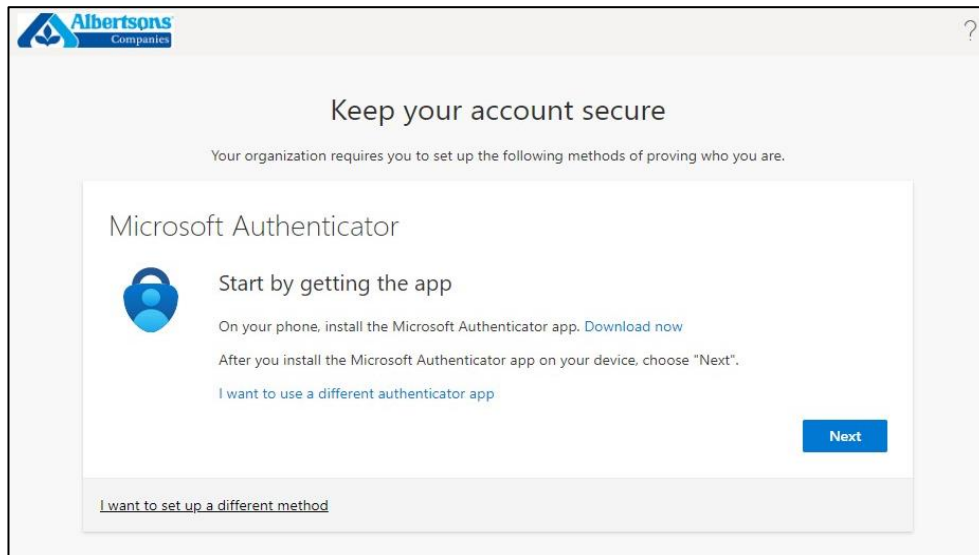 Albertsons
Companies
?
Keep your account secure
Your organization requires you to set up the following methods of proving who you are.
Microsoft Authenticator
Start by getting the app
On your phone, install the Microsoft Authenticator app. Download now
After you install the Microsoft Authenticator app on your device, choose "Next".
I want to use a different authenticator app
Next
I want to set up a different method